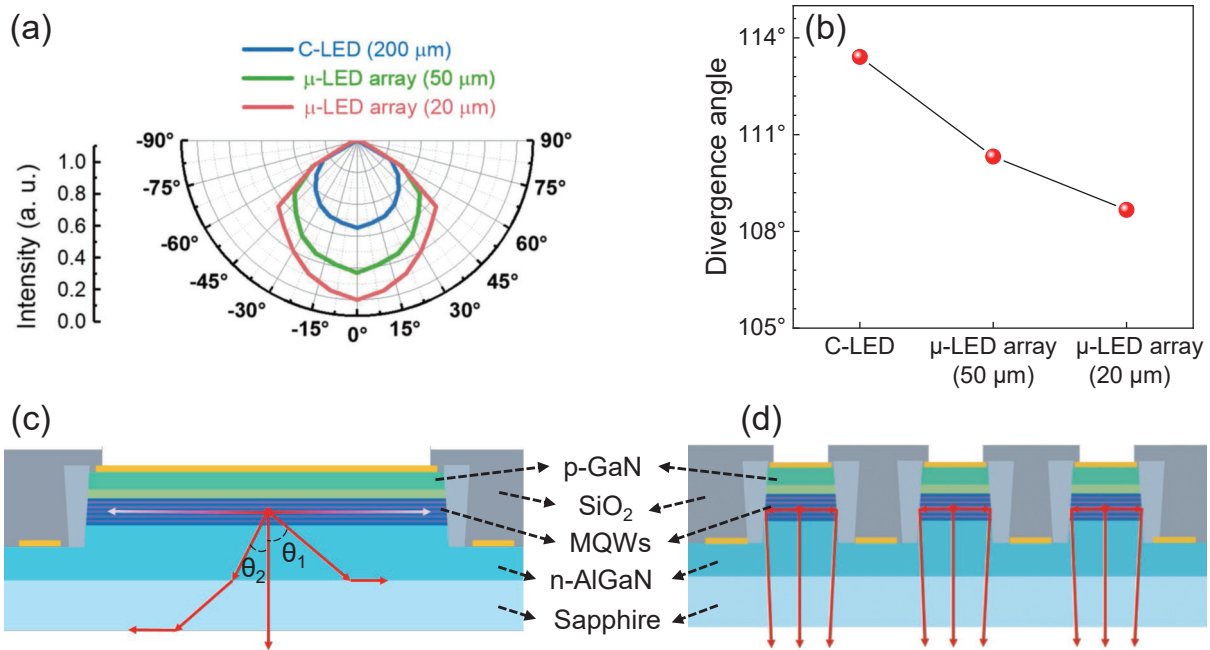 (a)
C-LED (200 μm)
μ-LED array (50 μm)
μ-LED array (20 μm)
Intensity (a. u.)
1.0
0.8
0.6
0.4
0.2
0.0
-90°
-75°
-60°
-45°
-30°
-15°
0°
15°
30°
45°
60°
75°
90°
(b)
Divergence angle
114°
111°
108°
105°
C-LED
μ-LED array
(50 μm)
μ-LED array
(20 μm)
(c)
θ₂
θ₁
p-GaN
SiO₂
MQWs
n-AlGaN
Sapphire
(d)